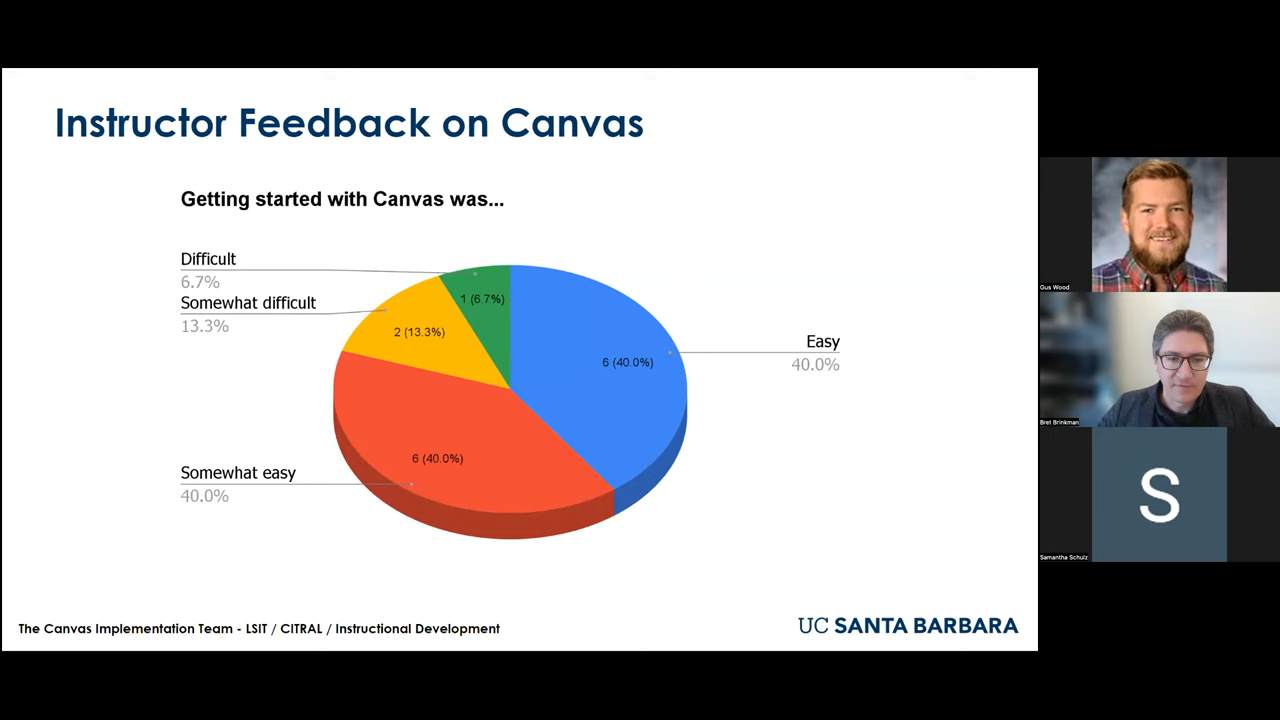 Instructor Feedback on Canvas
Getting started with Canvas was...
Difficult
6.7%
Somewhat difficult
13.3%
1 (6.7%)
2 (13.3%)
Easy
40.0%
6 (40.0%)
6 (40.0%)
Somewhat easy
40.0%
The Canvas Implementation Team - LSIT / CITRAL / Instructional Development
UC SANTA BARBARA
Gus Wood
Bret Brinkman
S
Samantha Schulz